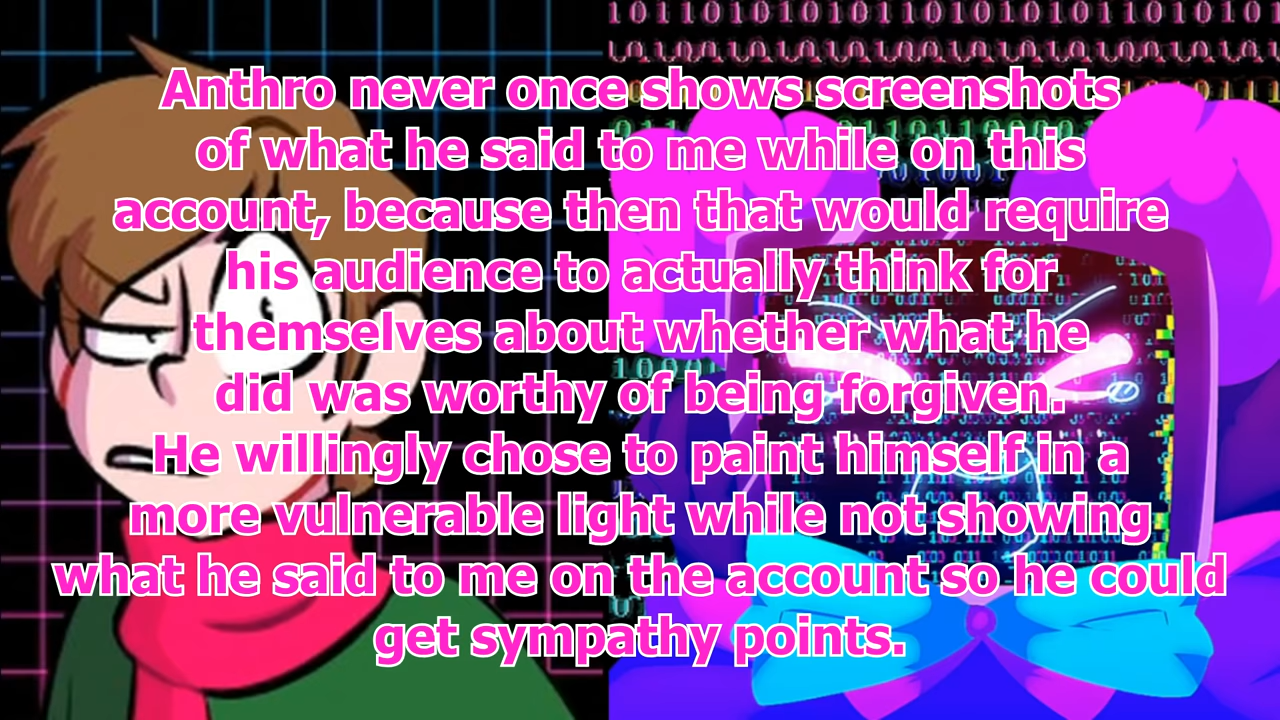 Anthro never once shows screenshots
of what he said to me while on this
account, because then that would require
his audience to actually think for
themselves about whether what he
did was worthy of being forgiven.
He willingly chose to paint himself in a
more vulnerable light while not showing
what he said to me on the account so he could
get sympathy points.